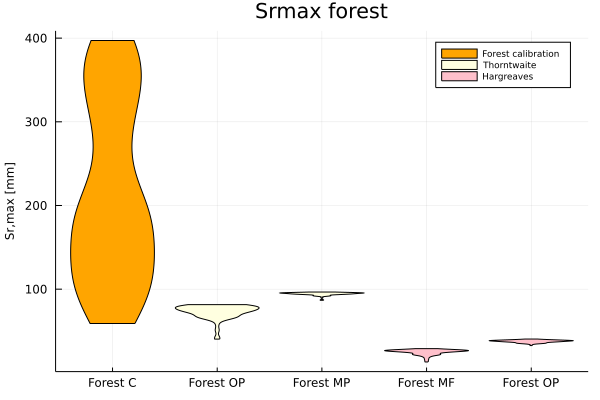 Srmax forest
Forest calibration
Thorntwaite
Hargreaves
Sr,max [mm]
400
300
200
100
Forest C
Forest OP
Forest MP
Forest MF
Forest OP